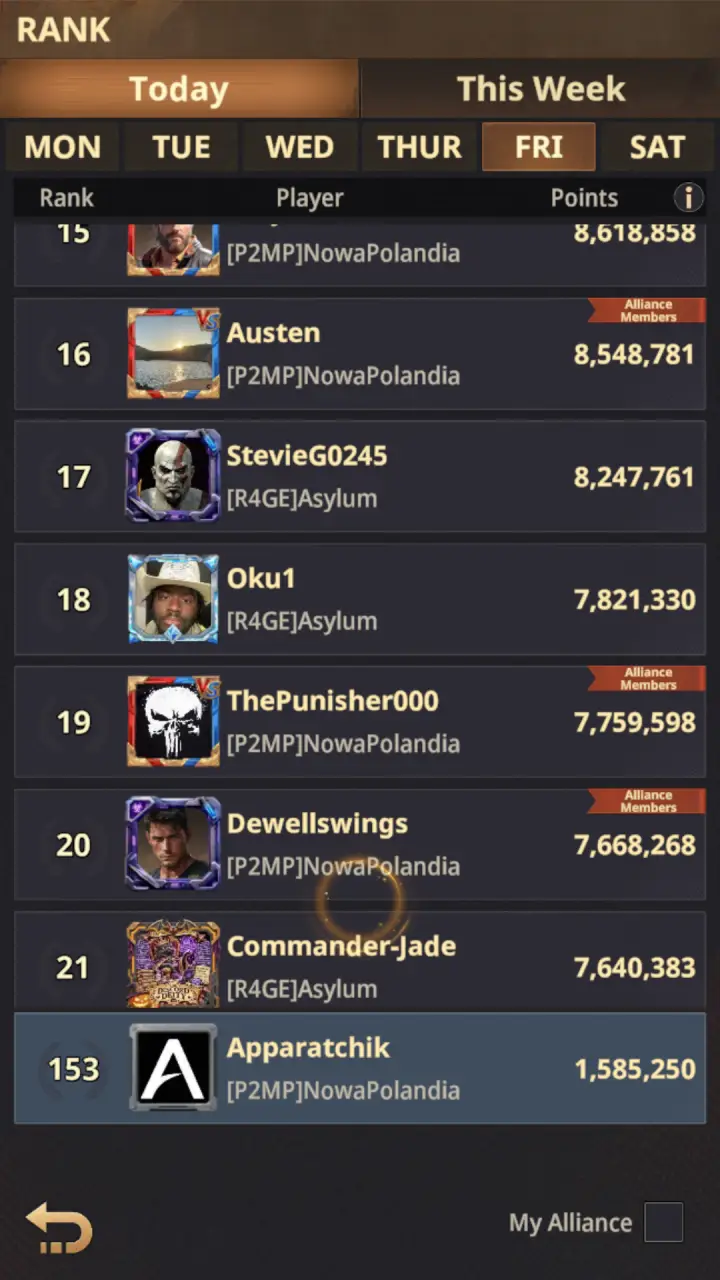 RANK
Today
This Week
MON
TUE
WED
THUR
FRI
SAT
Rank
Player
Points
15
[P2MP]NowaPolandia
8,618,858
Alliance
Members
16
Austen
[P2MP]NowaPolandia
8,548,781
17
StevieG0245
[R4GE]Asylum
8,247,761
18
Oku1
[R4GE]Asylum
7,821,330
Alliance
Members
19
ThePunisher000
[P2MP]NowaPolandia
7,759,598
Alliance
Members
20
Dewellswings
[P2MP]NowaPolandia
7,668,268
21
Commander-Jade
[R4GE]Asylum
7,640,383
153
Apparatchik
[P2MP]NowaPolandia
1,585,250
My Alliance